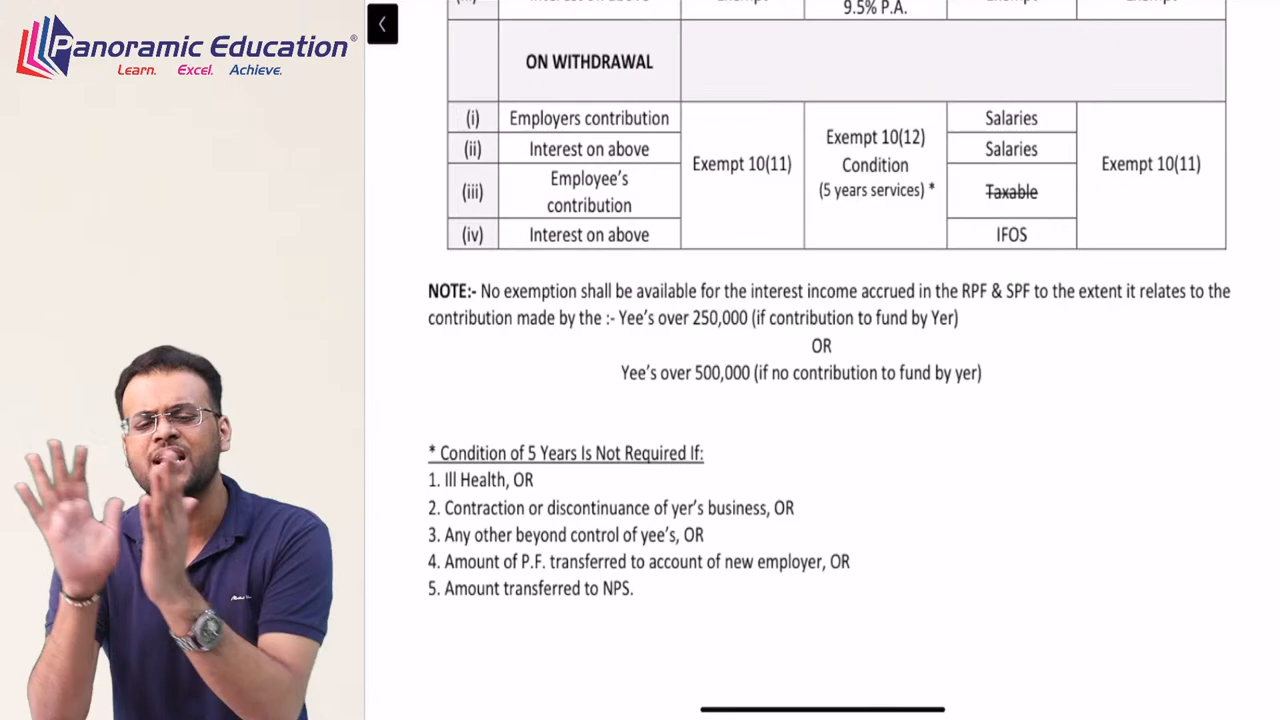 Panoramic Education®
Learn. Excel. Achieve.
9.5% P.A.
ON WITHDRAWAL
(i) Employers contribution Salaries
(ii) Interest on above Salaries
Exempt 10(11)
Exempt 10(12)
Condition
(5 years services) *
Exempt 10(11)
(iii) Employee's
contribution
Taxable
(iv) Interest on above IFOS
NOTE:- No exemption shall be available for the interest income accrued in the RPF & SPF to the extent it relates to the
contribution made by the :- Yee's over 250,000 (if contribution to fund by Yer)
OR
Yee's over 500,000 (if no contribution to fund by yer)
* Condition of 5 Years Is Not Required If:
1. Ill Health, OR
2. Contraction or discontinuance of yer's business, OR
3. Any other beyond control of yee's, OR
4. Amount of P.F. transferred to account of new employer, OR
5. Amount transferred to NPS.